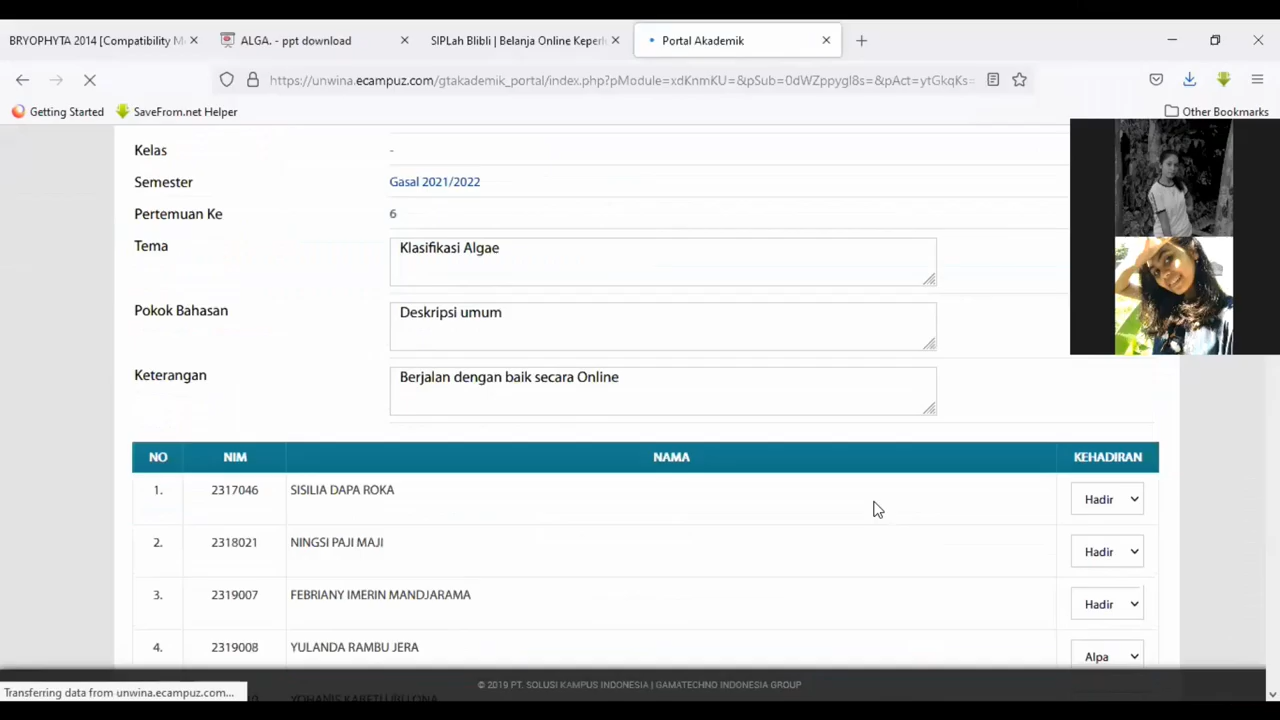 BRYOPHYTA 2014 [Compatibility M
ALGA. - ppt download
SIPLah Blibli | Belanja Online Keperl
Portal Akademik
https://unwina.ecampuz.com/gtakademik_portal/index.php?pModule=xdKnmKU=&pSub=0dWZppygl8s=&pAct=ytGkqKs=
Getting Started
SaveFrom.net Helper
Other Bookmarks
Kelas -
Semester Gasal 2021/2022
Pertemuan Ke 6
Tema Klasifikasi Algae
Pokok Bahasan Deskripsi umum
Keterangan Berjalan dengan baik secara Online
NO NIM NAMA KEHADIRAN
1. 2317046 SISILIA DAPA ROKA Hadir
2. 2318021 NINGSI PAJI MAJI Hadir
3. 2319007 FEBRIANY IMERIN MANDJARAMA Hadir
4. 2319008 YULANDA RAMBU JERA Alpa
© 2019 PT. SOLUSI KAMPUS INDONESIA | GAMATECHNO INDONESIA GROUP
Transferring data from unwina.ecampuz.com...